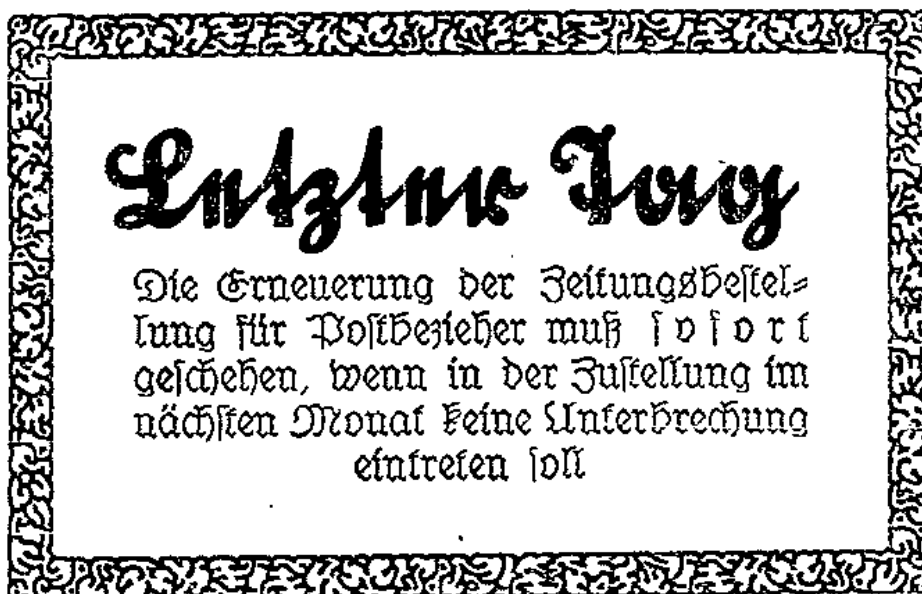 Letzter Tag
Die Erneuerung der Zeitungsbestel-
lung für Postbezieher muß sofort
geschehen, wenn in der Zustellung im
nächsten Monat keine Unterbrechung
eintreten soll